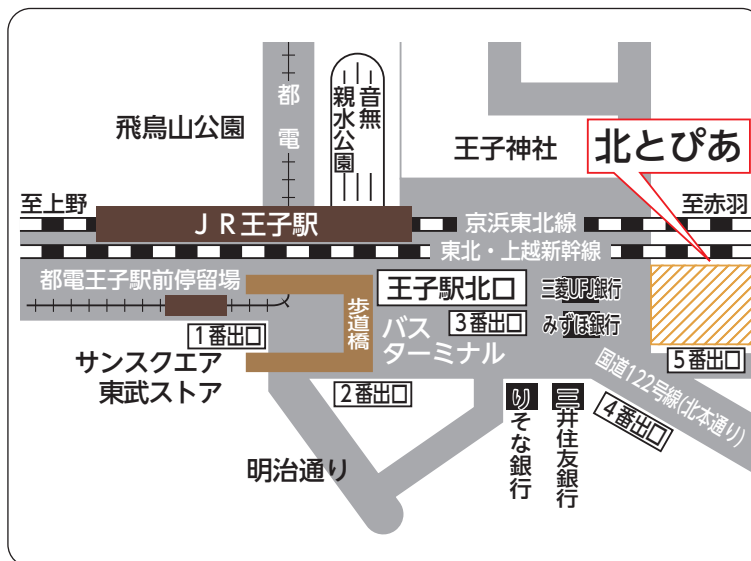 都電
音無
親水公園
飛鳥山公園
王子神社
北とぴあ
至上野
至赤羽
JR王子駅
京浜東北線
東北・上越新幹線
都電王子駅前停留場
王子駅北口
三菱UFJ銀行
歩道橋
バス
ターミナル
3番出口
みずほ銀行
1番出口
サンスクエア
東武ストア
2番出口
5番出口
国道122号線(北本通り)
4番出口
りそな銀行
三井住友銀行
明治通り